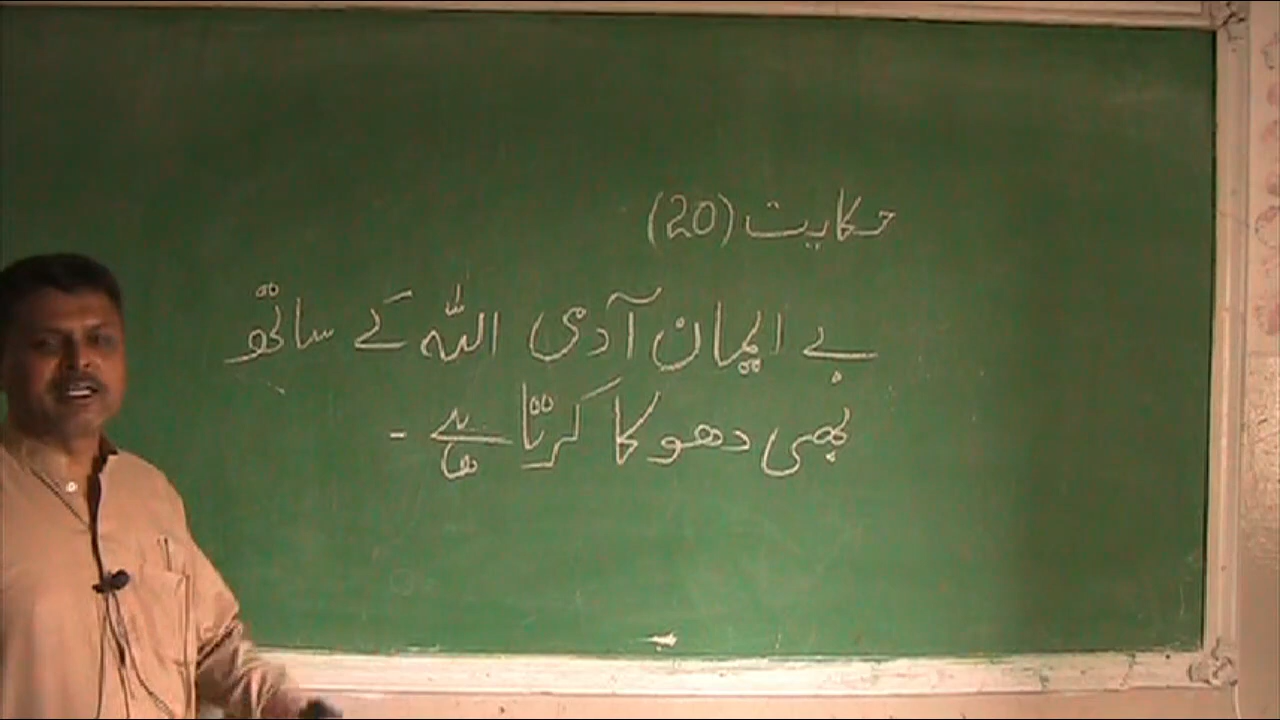 حکایت (20)
بے ایمان آدمی اللہ کے ساتھ
بھی دھوکا کرتا ہے -